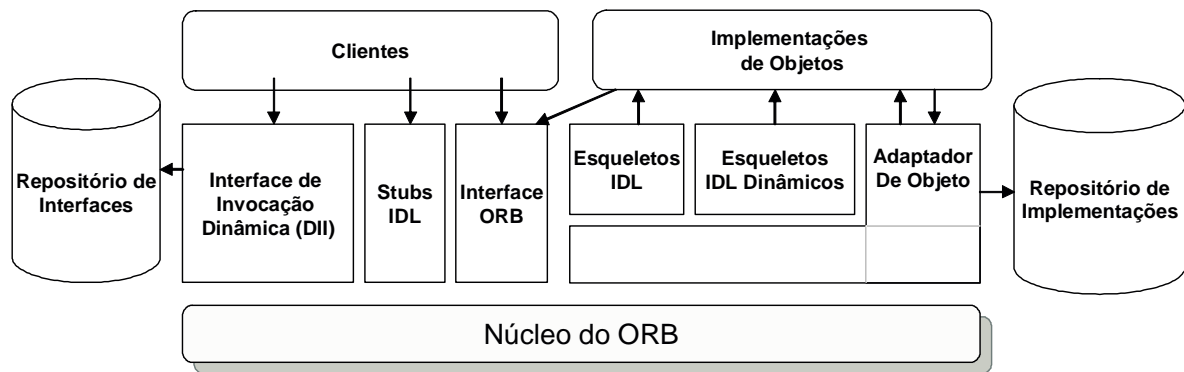 Clientes
Implementações
de Objetos
Repositório de
Interfaces
Interface de
Invocação
Dinâmica (DII)
Stubs
IDL
Interface
ORB
Esqueletos
IDL
Esqueletos
IDL Dinâmicos
Adaptador
De Objeto
Repositório de
Implementações
Núcleo do ORB